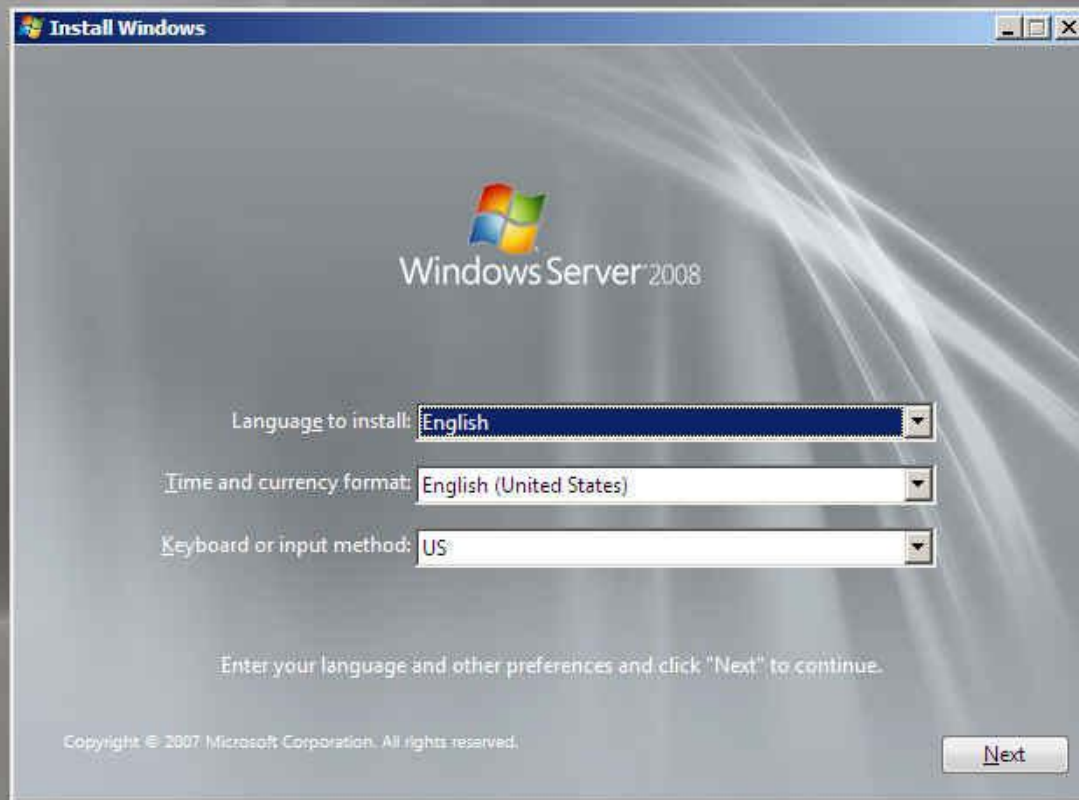 Install Windows
Windows Server 2008
Language to install: English
Time and currency format: English (United States)
Keyboard or input method: US
Enter your language and other preferences and click "Next" to continue.
Copyright © 2007 Microsoft Corporation. All rights reserved.
Next